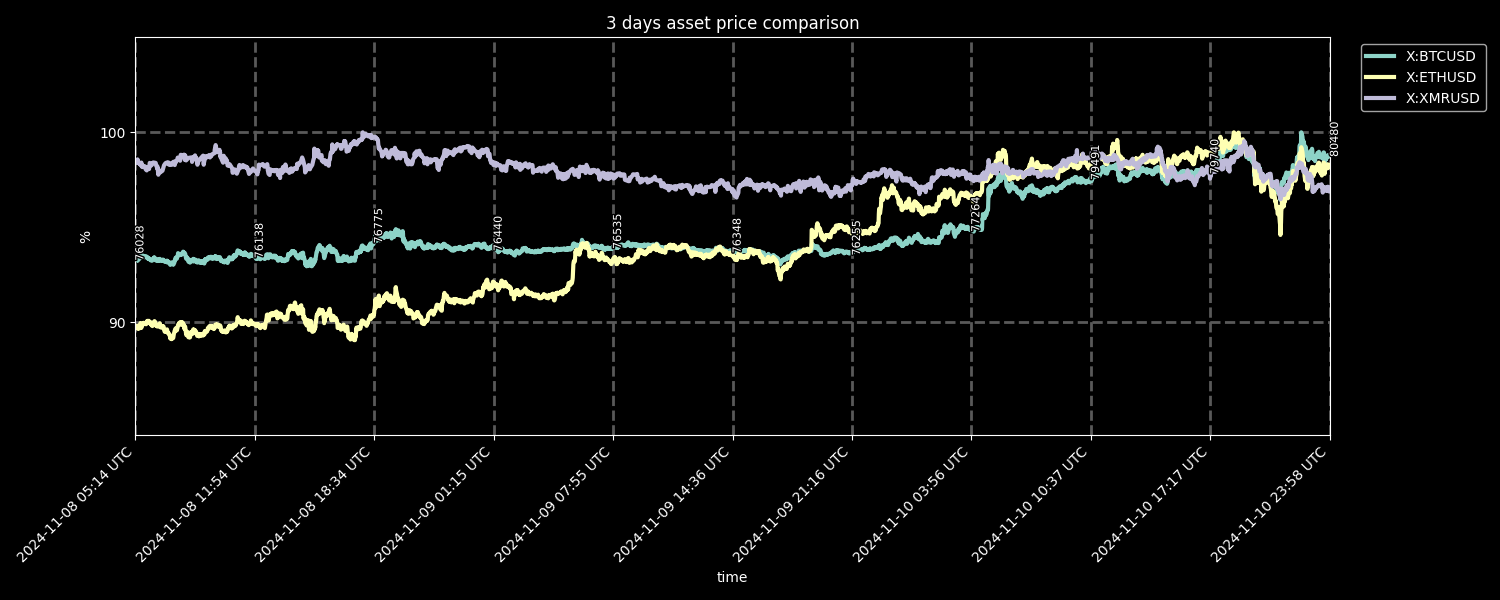 3 days asset price comparison
X:BTCUSD
X:ETHUSD
X:XMRUSD
100
90
%
76028
76138
76775
76440
76535
76348
76255
77264
79491
79740
80480
2024-11-08 05:14 UTC
2024-11-08 11:54 UTC
2024-11-08 18:34 UTC
2024-11-09 01:15 UTC
2024-11-09 07:55 UTC
2024-11-09 14:36 UTC
2024-11-09 21:16 UTC
2024-11-10 03:56 UTC
2024-11-10 10:37 UTC
2024-11-10 17:17 UTC
2024-11-10 23:58 UTC
time